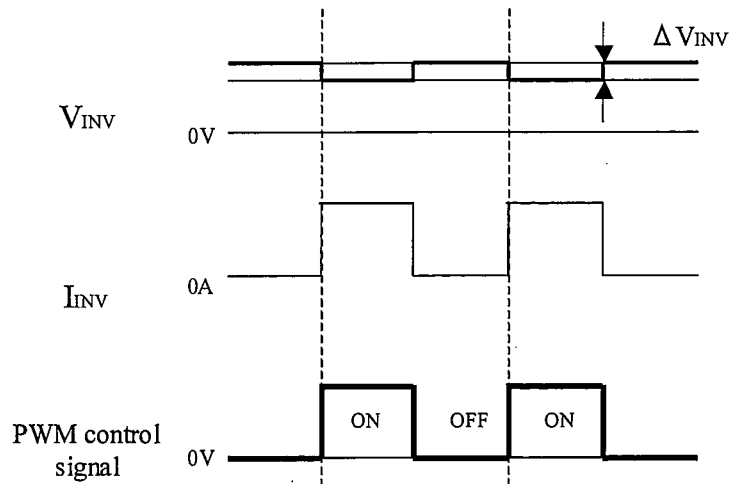 Δ VINV
VINV
0V
IINV
0A
ON
OFF
ON
PWM control
signal
0V